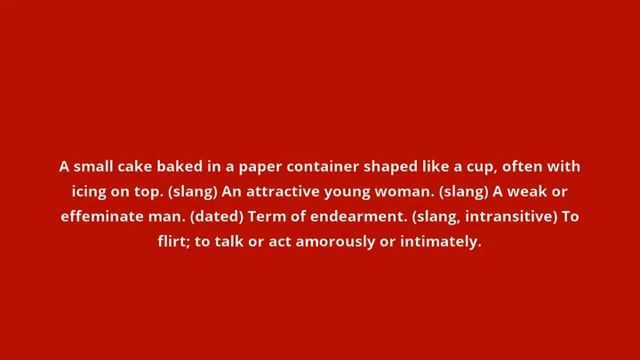 A small cake baked in a paper container shaped like a cup, often with
icing on top. (slang) An attractive young woman. (slang) A weak or
effeminate man. (dated) Term of endearment. (slang, intransitive) To
flirt; to talk or act amorously or intimately.